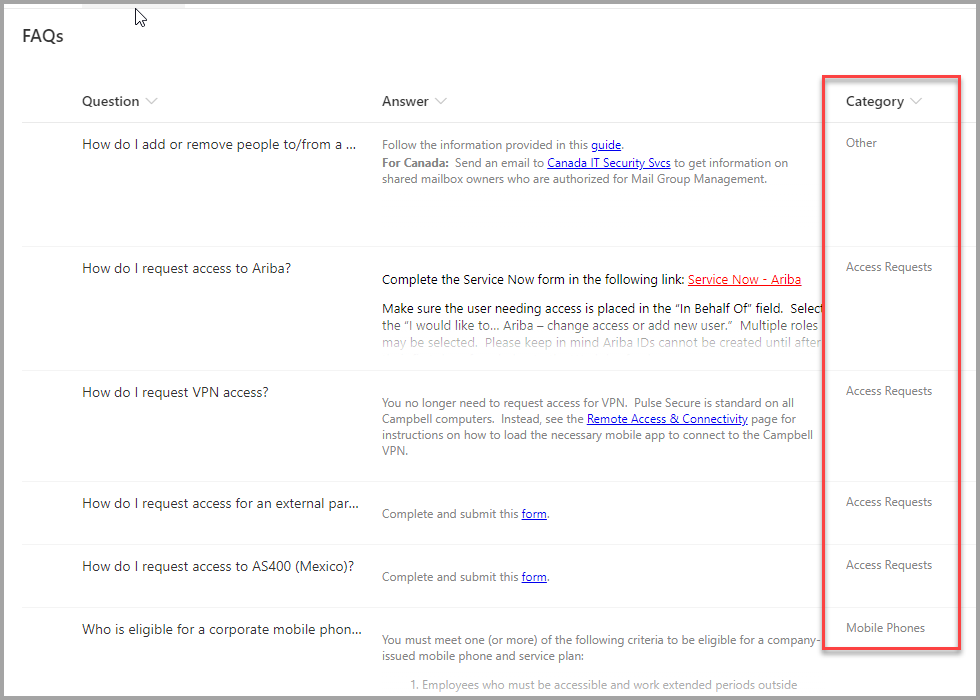 FAQs
Question Answer Category
How do I add or remove people to/from a ... Follow the information provided in this guide. Other
For Canada: Send an email to Canada IT Security Svcs to get information on
shared mailbox owners who are authorized for Mail Group Management.
How do I request access to Ariba? Access Requests
Complete the Service Now form in the following link: Service Now - Ariba
Make sure the user needing access is placed in the “In Behalf Of” field. Select
the “I would like to... Ariba – change access or add new user.” Multiple roles
may be selected. Please keep in mind Ariba IDs cannot be created until after
How do I request VPN access? Access Requests
You no longer need to request access for VPN. Pulse Secure is standard on all
Campbell computers. Instead, see the Remote Access & Connectivity page for
instructions on how to load the necessary mobile app to connect to the Campbell
VPN.
How do I request access for an external par... Access Requests
Complete and submit this form.
How do I request access to AS400 (Mexico)? Access Requests
Complete and submit this form.
Who is eligible for a corporate mobile phon... Mobile Phones
You must meet one (or more) of the following criteria to be eligible for a company-
issued mobile phone and service plan:
1. Employees who must be accessible and work extended periods outside